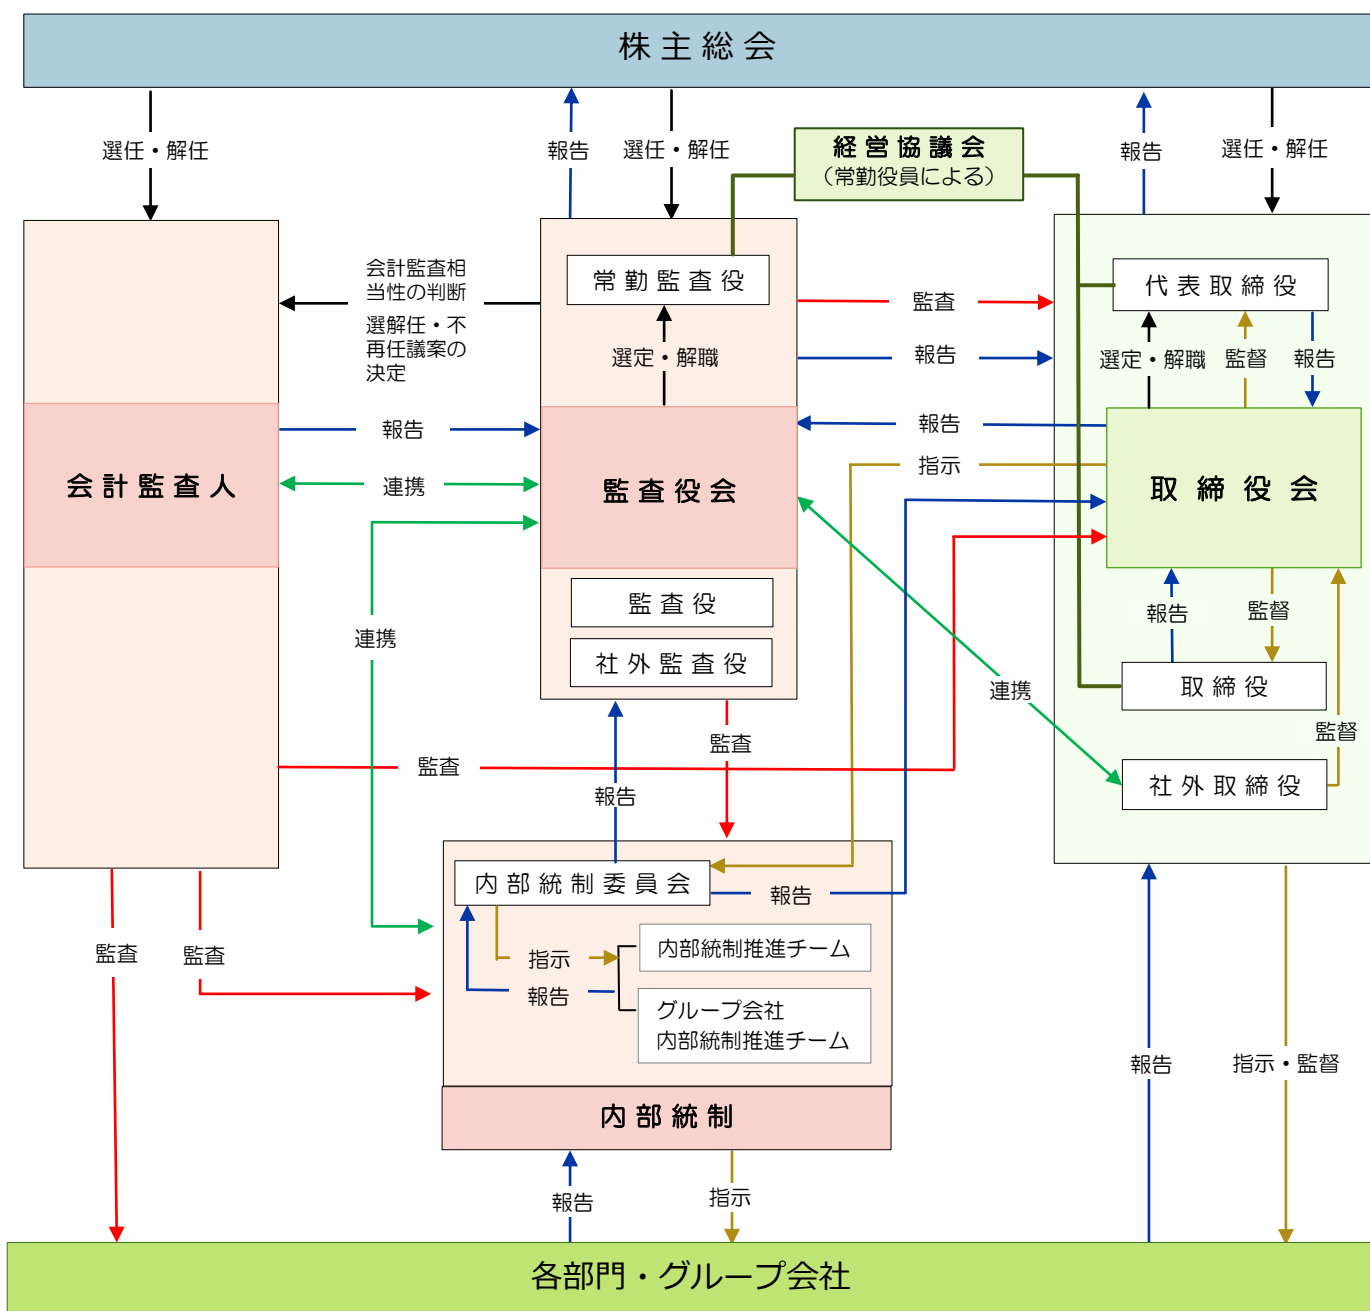 株主総会
選任・解任
報告
選任・解任
経営協議会
（常勤役員による）
報告
選任・解任
会計監査相
当性の判断
選解任・不
再任議案の
決定
常勤監査役
選定・解職
監査
報告
代表取締役
選定・解職
監督
報告
会計監査人
報告
連携
監査役会
報告
指示
取締役会
監査役
社外監査役
連携
報告
監督
取締役
連携
監督
社外取締役
監査
監査
報告
内部統制委員会
報告
監査
監査
指示
報告
内部統制推進チーム
グループ会社
内部統制推進チーム
内部統制
報告
指示・監督
報告
指示
各部門・グループ会社